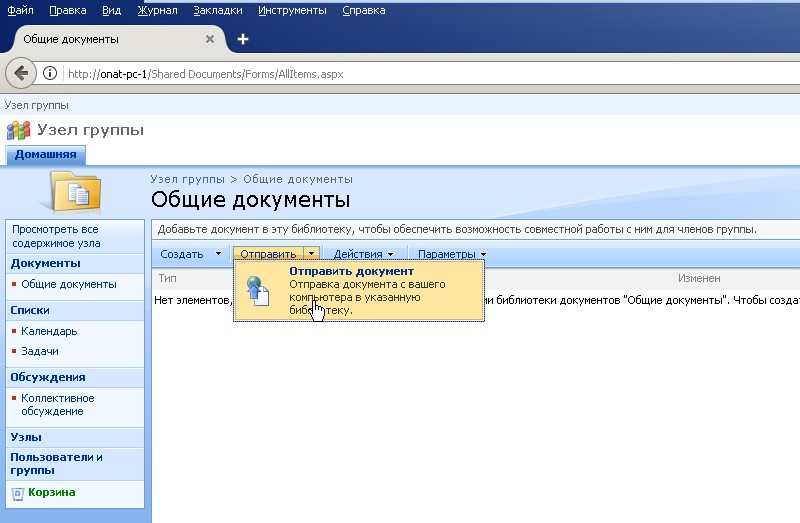 Файл Правка Вид Журнал Закладки Инструменты Справка
Общие документы
http://onat-pc-1/Shared Documents/Forms/AllItems.aspx
Узел группы
Узел группы
Домашняя
Узел группы > Общие документы
Общие документы
Просмотреть все
содержимое узла
Документы
Общие документы
Списки
Календарь
Задачи
Обсуждения
Коллективное
обсуждение
Узлы
Пользователи и
группы
Корзина
Добавьте документ в эту библиотеку, чтобы обеспечить возможность совместной работы с ним для членов группы.
Создать Отправить Действия Параметры
Отправить документ
Отправка документа с вашего
компьютера в указанную
библиотеку.
Тип Изменен
Нет элементов, ии библиотеки документов "Общие документы". Чтобы созда